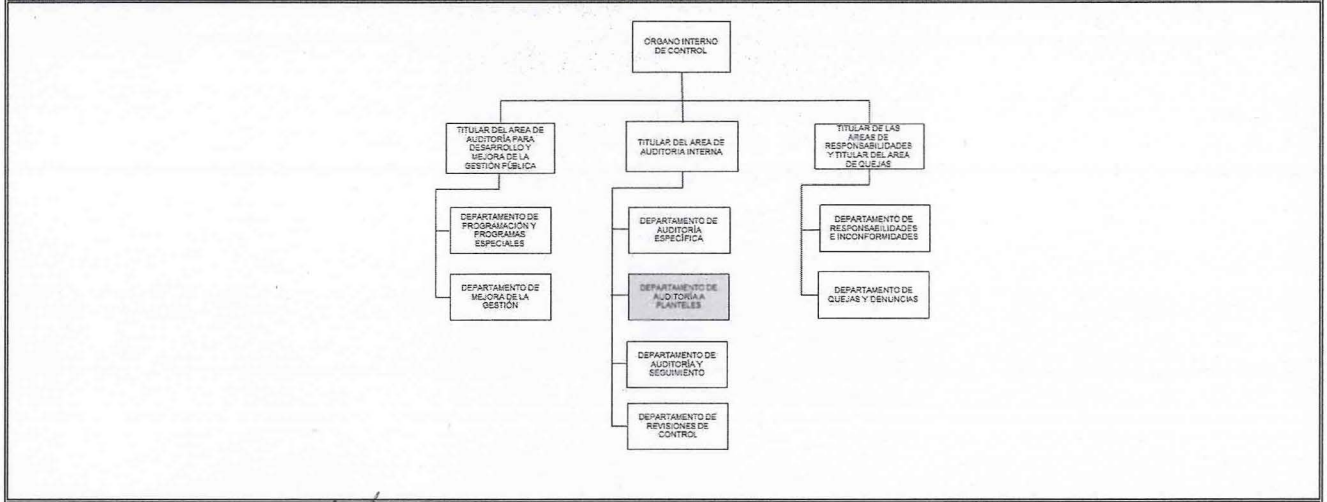 ORGANO INTERNO
DE CONTROL
TITULAR DEL AREA DE
AUDITORÍA PARA
DESARROLLO Y
MEJORA DE LA
GESTIÓN PÚBLICA
TITULAR DEL AREA DE
AUDITORIA INTERNA
TITULAR DE LAS
AREAS DE
RESPONSABILIDADES
Y TITULAR DEL AREA
DE QUEJAS
DEPARTAMENTO DE
PROGRAMACIÓN Y
PROGRAMAS
ESPECIALES
DEPARTAMENTO DE
AUDITORÍA
ESPECÍFICA
DEPARTAMENTO DE
RESPONSABILIDADES
E INCONFORMIDADES
DEPARTAMENTO DE
MEJORA DE LA
GESTIÓN
DEPARTAMENTO DE
AUDITORÍA A
PLANTELES
DEPARTAMENTO DE
QUEJAS Y DENUNCIAS
DEPARTAMENTO DE
AUDITORÍA Y
SEGUIMIENTO
DEPARTAMENTO DE
REVISIONES DE
CONTROL